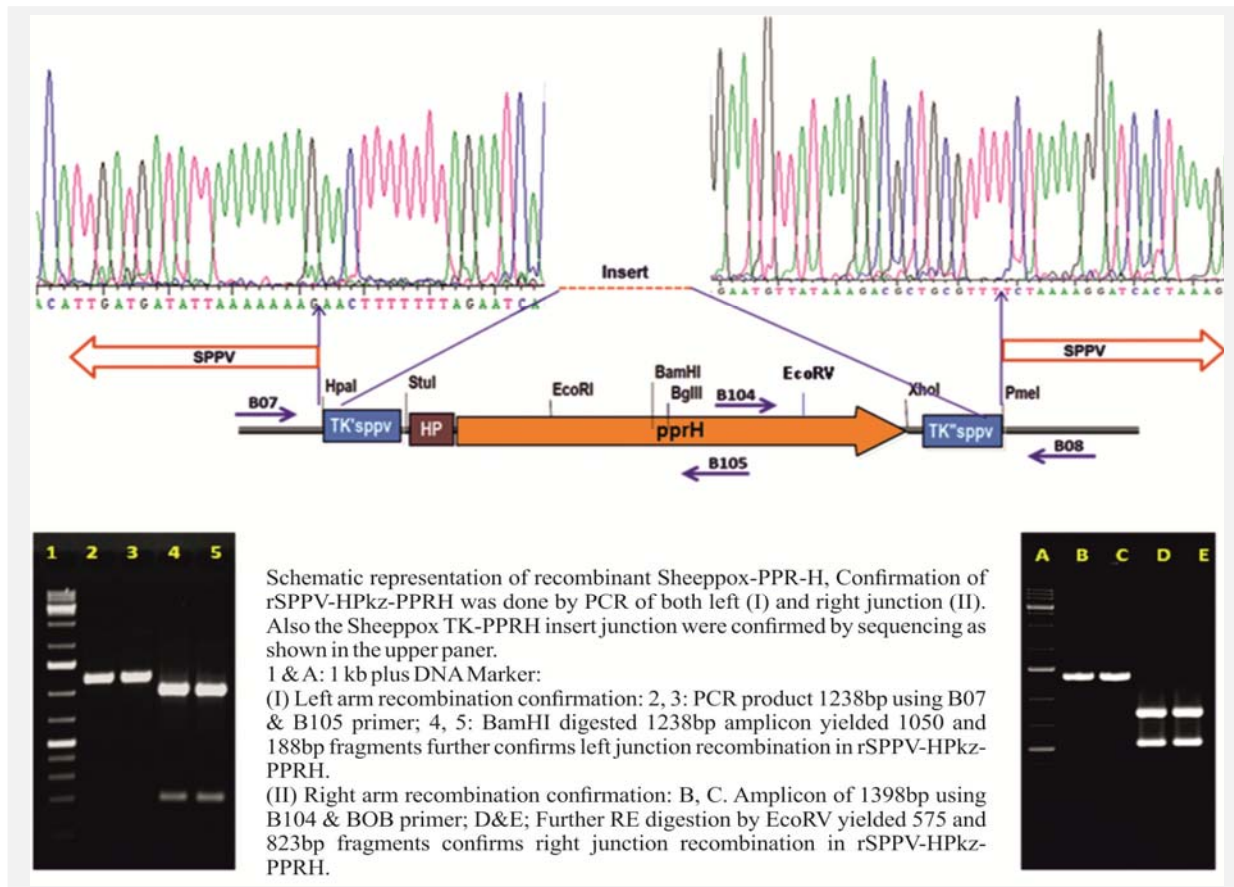 ACATTGATGATATTAAAAAAAGAACTTTTTTTAGAATCA
GAATGTTATAAAGACGCTGCGTTTTCTAAAAGGATCACTAAAG
Insert
SPPV
SPPV
HpaI
StuI
EcoRI
BamHI
BglII
B104
EcoRV
XhoI
PmeI
B07
TK'sppv
HP
pprH
TK"sppv
B105
B08
1 2 3 4 5
A B C D E
Schematic representation of recombinant Sheeppox-PPR-H, Confirmation of
rSPPV-HPkz-PPRH was done by PCR of both left (I) and right junction (II).
Also the Sheeppox TK-PPRH insert junction were confirmed by sequencing as
shown in the upper paner.
1 & A: 1 kb plus DNA Marker:
(I) Left arm recombination confirmation: 2, 3: PCR product 1238bp using B07
& B105 primer; 4, 5: BamHI digested 1238bp amplicon yielded 1050 and
188bp fragments further confirms left junction recombination in rSPPV-HPkz-
PPRH.
(II) Right arm recombination confirmation: B, C. Amplicon of 1398bp using
B104 & BOB primer; D&E; Further RE digestion by EcoRV yielded 575 and
823bp fragments confirms right junction recombination in rSPPV-HPkz-
PPRH.